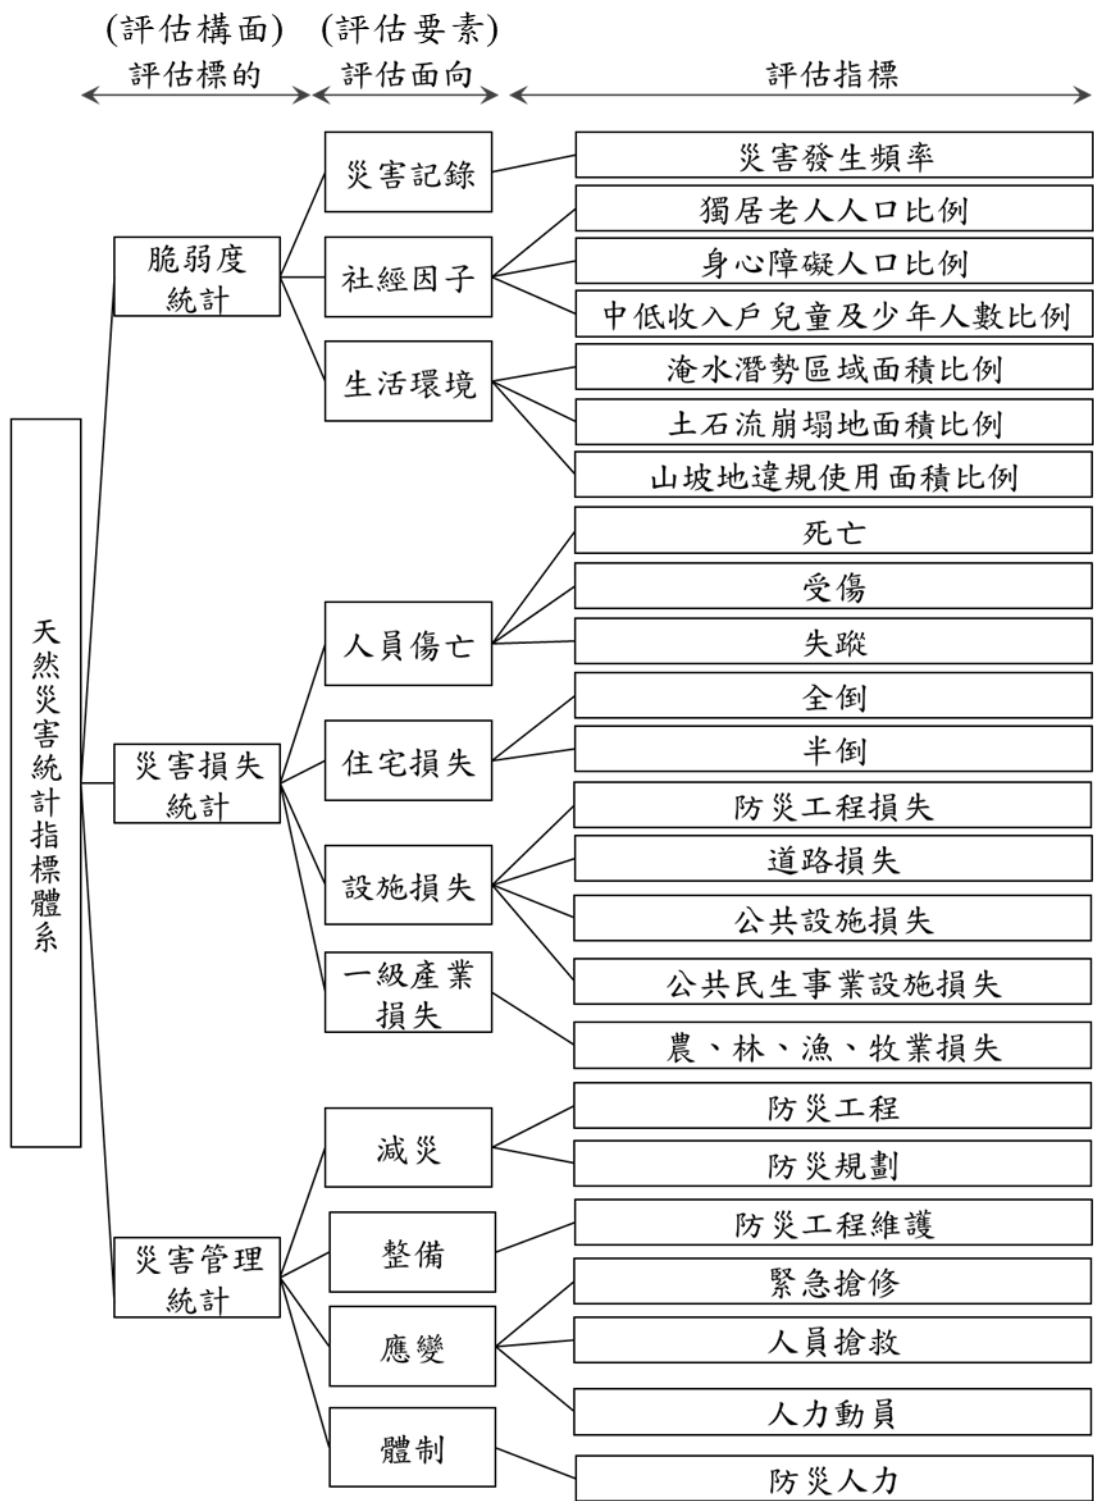 (評估構面) (評估要素)
評估標的 評估面向 評估指標
天然災害統計指標體系
脆弱度
統計
災害記錄
災害發生頻率
社經因子
獨居老人人口比例
身心障礙人口比例
中低收入戶兒童及少年人數比例
生活環境
淹水潛勢區域面積比例
土石流崩塌地面積比例
山坡地違規使用面積比例
災害損失
統計
人員傷亡
死亡
受傷
失蹤
住宅損失
全倒
半倒
設施損失
防災工程損失
道路損失
公共設施損失
公共民生事業設施損失
一級產業
損失
農、林、漁、牧業損失
災害管理
統計
減災
防災工程
防災規劃
整備
防災工程維護
應變
緊急搶修
人員搶救
人力動員
體制
防災人力